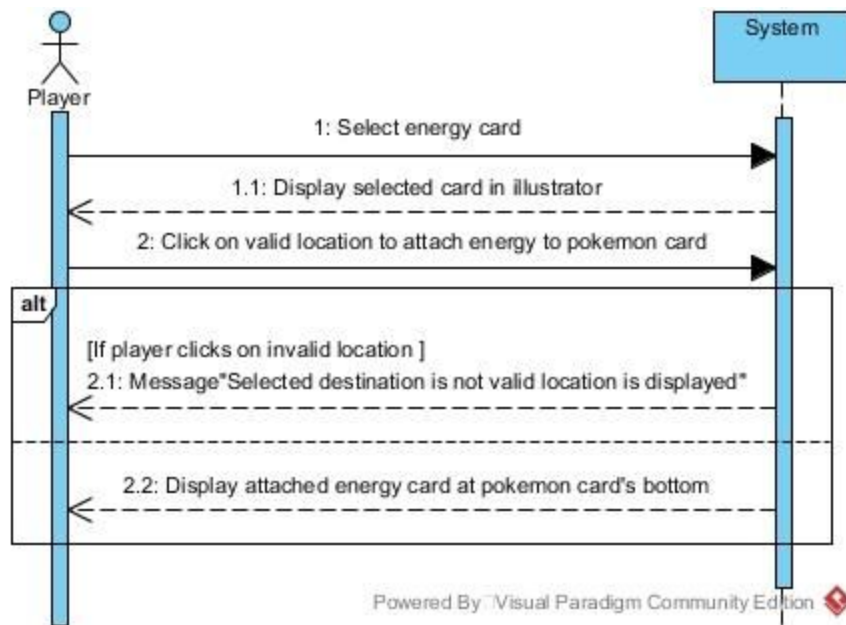 System
Player
1: Select energy card
1.1: Display selected card in illustrator
2: Click on valid location to attach energy to pokemon card
alt
[If player clicks on invalid location ]
2.1: Message"Selected destination is not valid location is displayed"
2.2: Display attached energy card at pokemon card's bottom
Powered By Visual Paradigm Community Edition